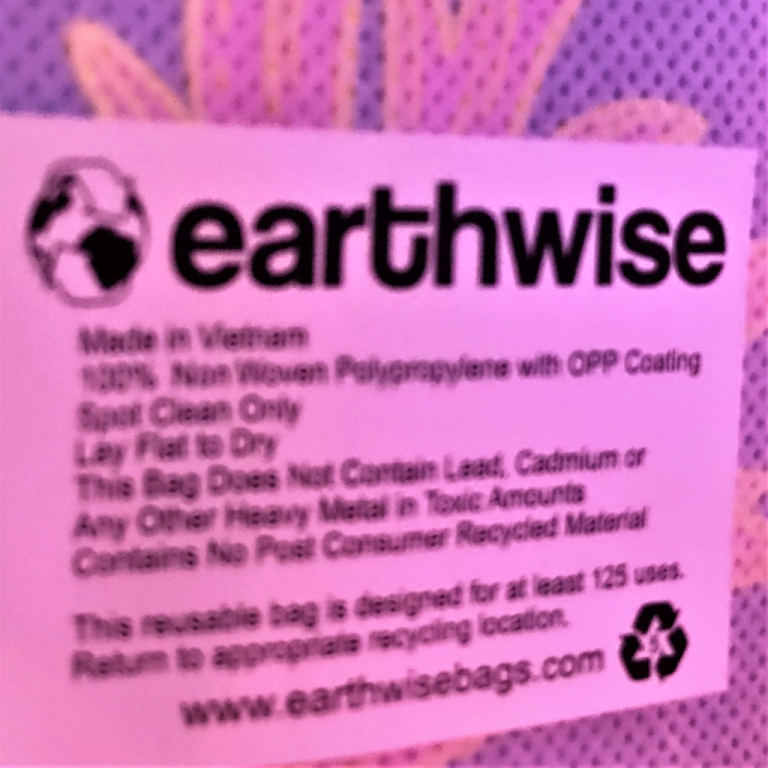 earthwise
Made in Vietnam
100% Non Woven Polypropylene with OPP Coating
Spot Clean Only
Lay Flat to Dry
This Bag Does Not Contain Lead, Cadmium or
Any Other Heavy Metal in Toxic Amounts
Contains No Post Consumer Recycled Material
This reusable bag is designed for at least 125 uses.
Return to appropriate recycling location.
www.earthwisebags.com
5